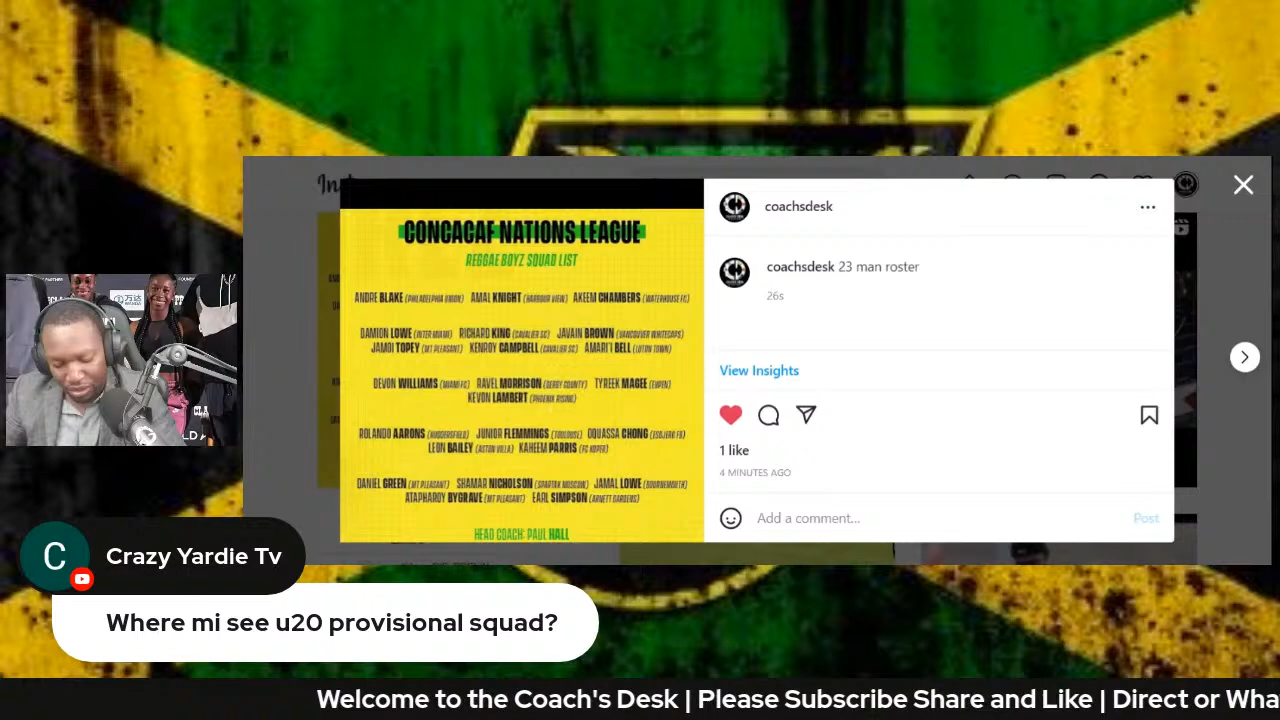 Ins
CONCACAF NATIONS LEAGUE
REGGAE BOYZ SQUAD LIST
ANDRE BLAKE (PHILADELPHIA UNION) AMAL KNIGHT (HARBOUR VIEW) AKEEM CHAMBERS (WATERHOUSE FC)
DAMION LOWE (INTER MIAMI) RICHARD KING (CAVALIER SC) JAVAIN BROWN (VANCOUVER WHITECAPS)
JAMOI TOPEY (MT PLEASANT) KENROY CAMPBELL (CAVALIER SC) AMARI'I BELL (LUTON TOWN)
DEVON WILLIAMS (MIAMI FC) RAVEL MORRISON (DERBY COUNTY) TYREEK MAGEE (EUPEN)
KEVON LAMBERT (PHOENIX RISING)
ROLANDO AARONS (HUDDERSFIELD) JUNIOR FLEMMINGS (TOULOUSE) OQUASSA CHONG (ESBJERG FB)
LEON BAILEY (ASTON VILLA) KAHEEM PARRIS (FC KOPER)
DANIEL GREEN (MT PLEASANT) SHAMAR NICHOLSON (SPARTAK MOSCOW) JAMAL LOWE (BOURNEMOUTH)
ATAPHAROY BYGRAVE (MT PLEASANT) EARL SIMPSON (ARNETT GARDENS)
HEAD COACH: PAUL HALL
coachsdesk
coachsdesk 23 man roster
26s
View Insights
1 like
4 MINUTES AGO
Add a comment...
Post
C
Crazy Yardie Tv
Where mi see u20 provisional squad?
Welcome to the Coach's Desk | Please Subscribe Share and Like | Direct or Wha